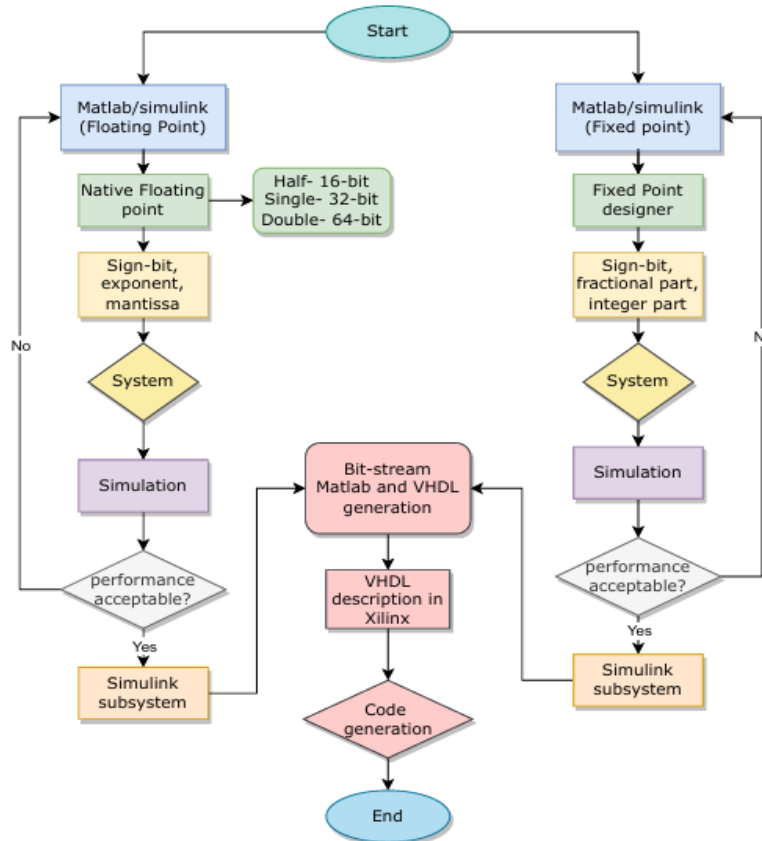 Start
Matlab/simulink
(Floating Point)
Native Floating
point
Half- 16-bit
Single- 32-bit
Double- 64-bit
Sign-bit,
exponent,
mantissa
No
System
Simulation
performance
acceptable?
Yes
Simulink
subsystem
Matlab/simulink
(Fixed point)
Fixed Point
designer
Sign-bit,
fractional part,
integer part
N
System
Simulation
performance
acceptable?
Yes
Simulink
subsystem
Bit-stream
Matlab and VHDL
generation
VHDL
description in
Xilinx
Code
generation
End